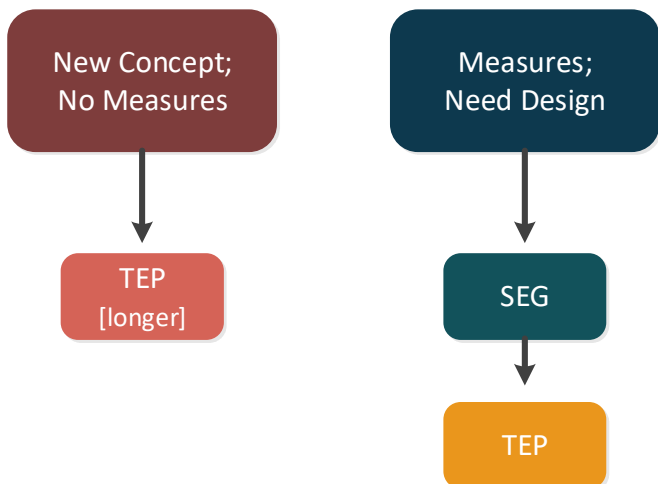 New Concept;
No Measures
TEP
[longer]
Measures;
Need Design
SEG
TEP